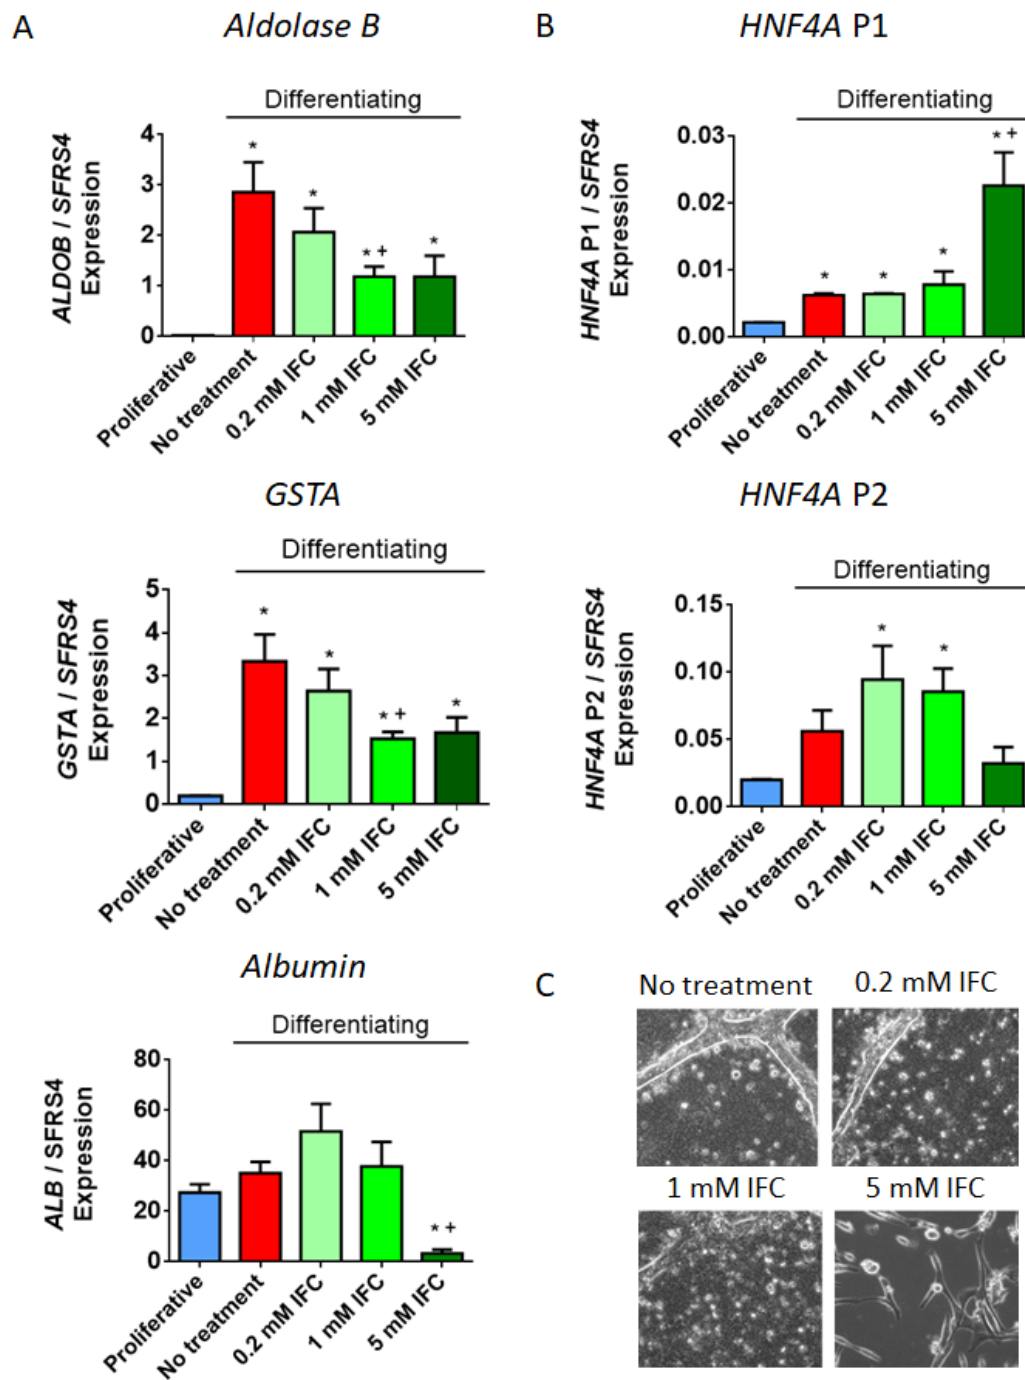 A
Aldolase B
Differentiating
ALDOB / SFRS4
Expression
4
3
2
1
0
*
*
* +
*
Proliferative
No treatment
0.2 mM IFC
1 mM IFC
5 mM IFC
GSTA
Differentiating
GSTA / SFRS4
Expression
5
4
3
2
1
0
*
*
* +
*
Proliferative
No treatment
0.2 mM IFC
1 mM IFC
5 mM IFC
Albumin
Differentiating
ALB / SFRS4
Expression
80
60
40
20
0
* +
Proliferative
No treatment
0.2 mM IFC
1 mM IFC
5 mM IFC
B
HNF4A P1
Differentiating
HNF4A P1 / SFRS4
Expression
0.03
0.02
0.01
0.00
*
*
*
* +
Proliferative
No treatment
0.2 mM IFC
1 mM IFC
5 mM IFC
HNF4A P2
Differentiating
HNF4A P2 / SFRS4
Expression
0.15
0.10
0.05
0.00
*
*
Proliferative
No treatment
0.2 mM IFC
1 mM IFC
5 mM IFC
C
No treatment
0.2 mM IFC
1 mM IFC
5 mM IFC